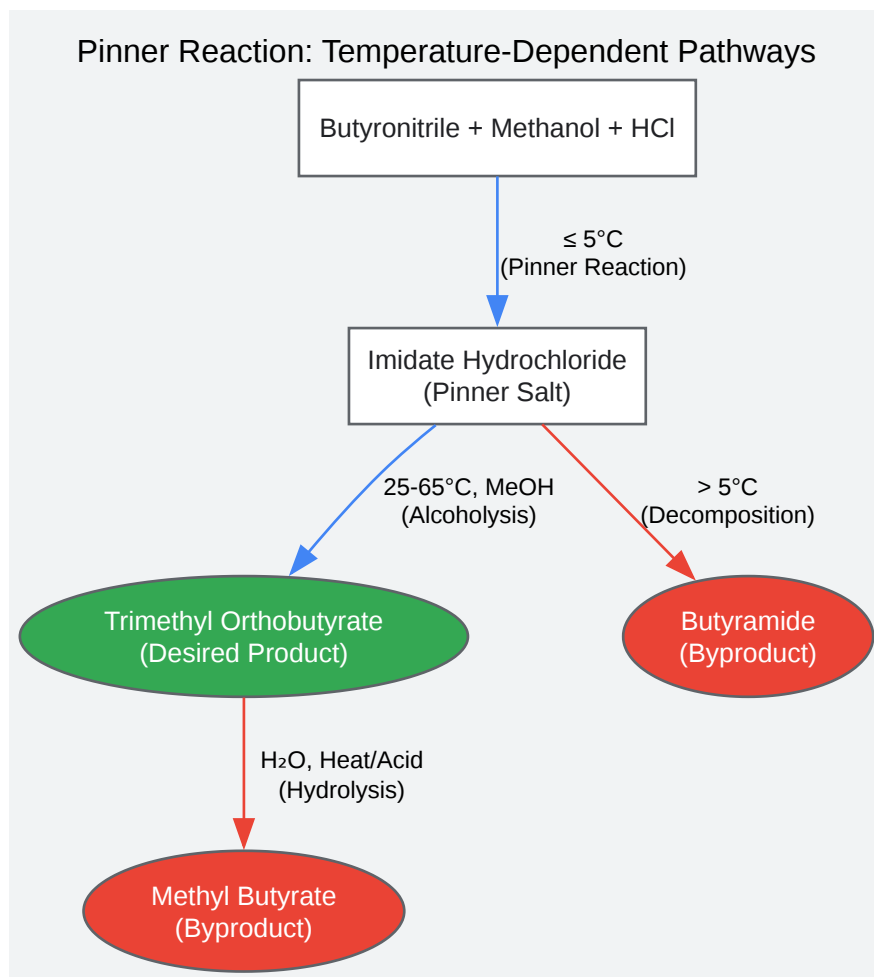 Pinner Reaction: Temperature-Dependent Pathways
Butyronitrile + Methanol + HCl
≤ 5°C
(Pinner Reaction)
Imidate Hydrochloride
(Pinner Salt)
25-65°C, MeOH
(Alcoholysis)
> 5°C
(Decomposition)
Trimethyl Orthobutyrate
(Desired Product)
Butyramide
(Byproduct)
H₂O, Heat/Acid
(Hydrolysis)
Methyl Butyrate
(Byproduct)